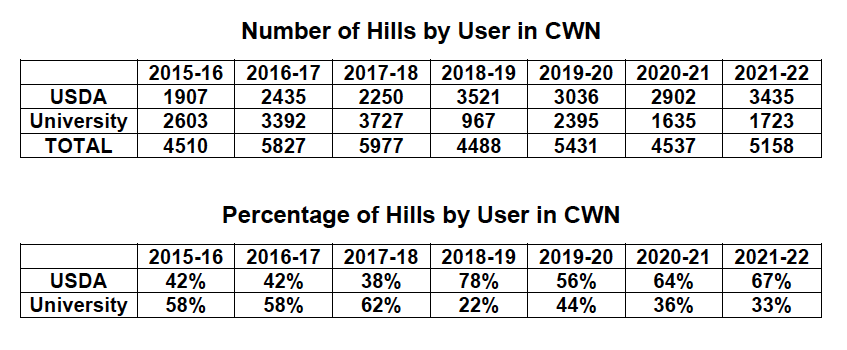 Number of Hills by User in CWN
2015-16 2016-17 2017-18 2018-19 2019-20 2020-21 2021-22
USDA 1907 2435 2250 3521 3036 2902 3435
University 2603 3392 3727 967 2395 1635 1723
TOTAL 4510 5827 5977 4488 5431 4537 5158
Percentage of Hills by User in CWN
2015-16 2016-17 2017-18 2018-19 2019-20 2020-21 2021-22
USDA 42% 42% 38% 78% 56% 64% 67%
University 58% 58% 62% 22% 44% 36% 33%